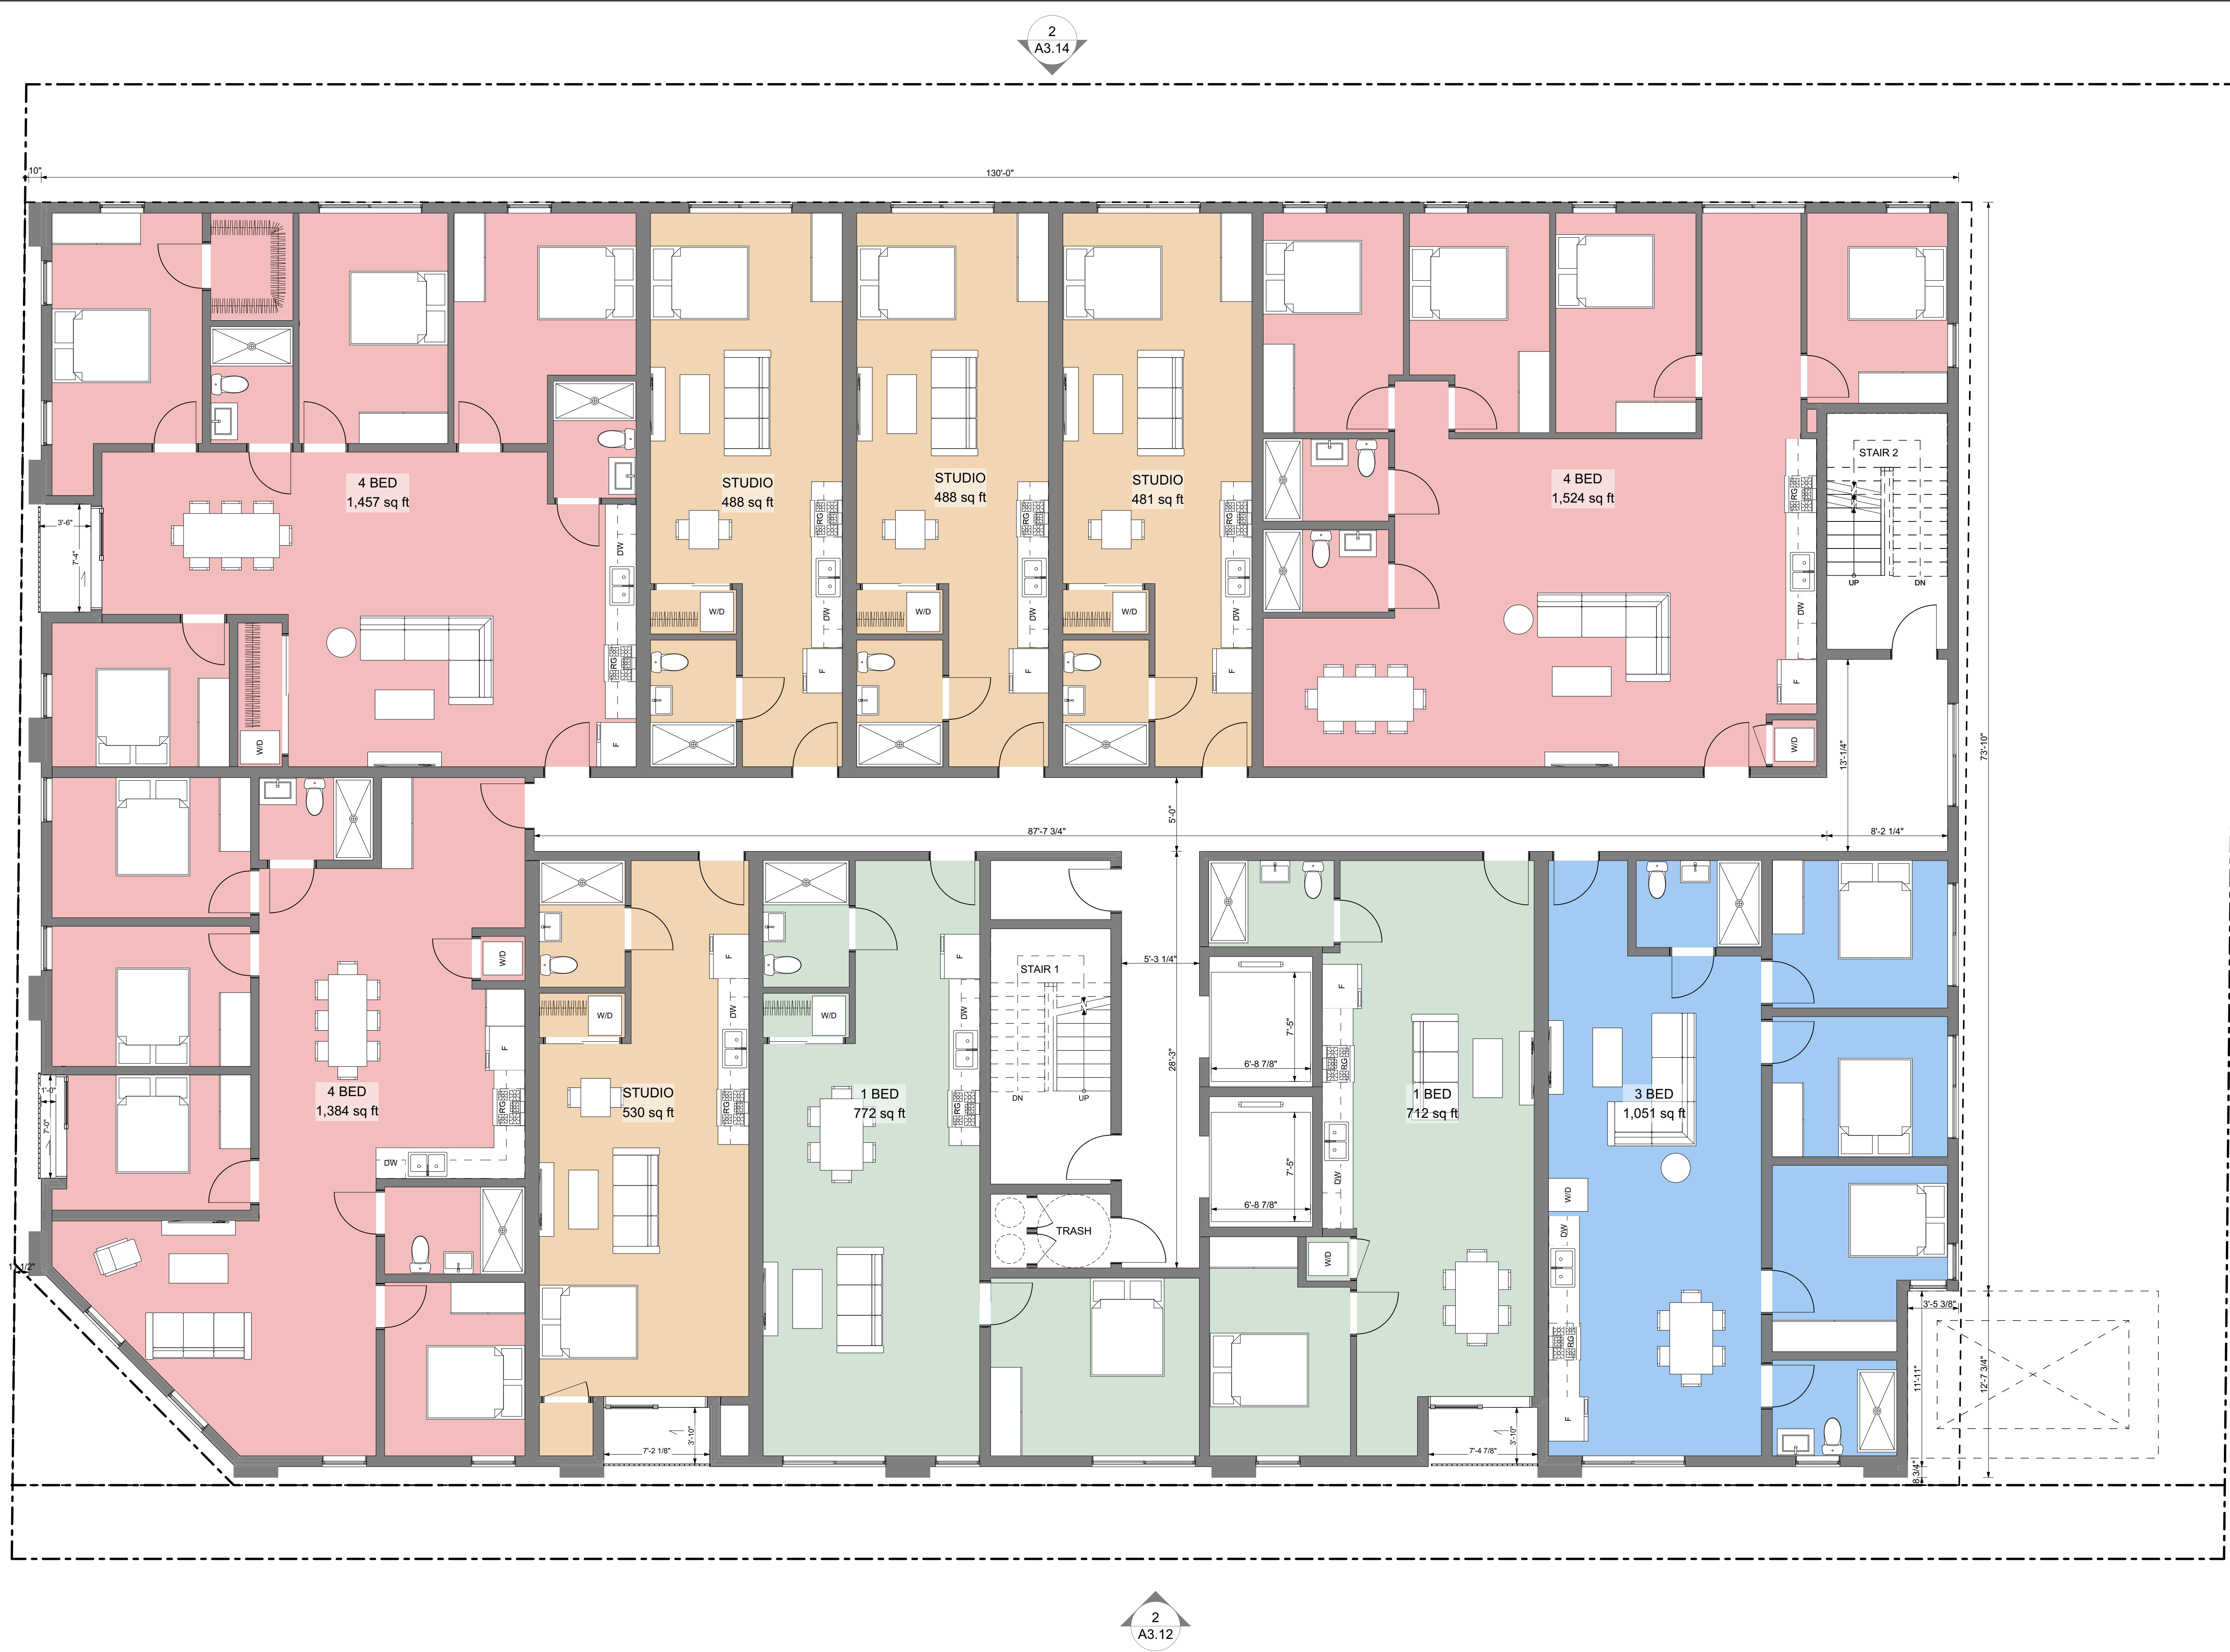 2
A3.14
10"
130'-0"
4 BED
1,457 sq ft
STUDIO
488 sq ft
STUDIO
488 sq ft
STUDIO
481 sq ft
4 BED
1,524 sq ft
STAIR 2
UP
DN
RG
RG
RG
RG
DW
3'-6"
7'-4"
W/D
W/D
W/D
DW
DW
DW
DW
RG
F
F
F
F
F
W/D
W/D
13'-1/4"
73'-10"
5'-0"
87'-7 3/4"
8'-2 1/4"
W/D
F
F
STAIR 1
5'-3 1/4"
F
W/D
W/D
DW
DW
7'-5"
6'-8 7/8"
28'-3"
F
RG
1'-0"
7'-0"
4 BED
1,384 sq ft
RG
STUDIO
530 sq ft
RG
1 BED
772 sq ft
RG
DN
UP
1 BED
712 sq ft
3 BED
1,051 sq ft
DW
7'-5"
6'-8 7/8"
DW
W/D
TRASH
DW
W/D
RG
F
3'-5 3/8"
11'-11"
12'-7 3/4"
7'-2 1/8"
3'-10"
7'-4 7/8"
3'-10"
8 3/4"
2
A3.12